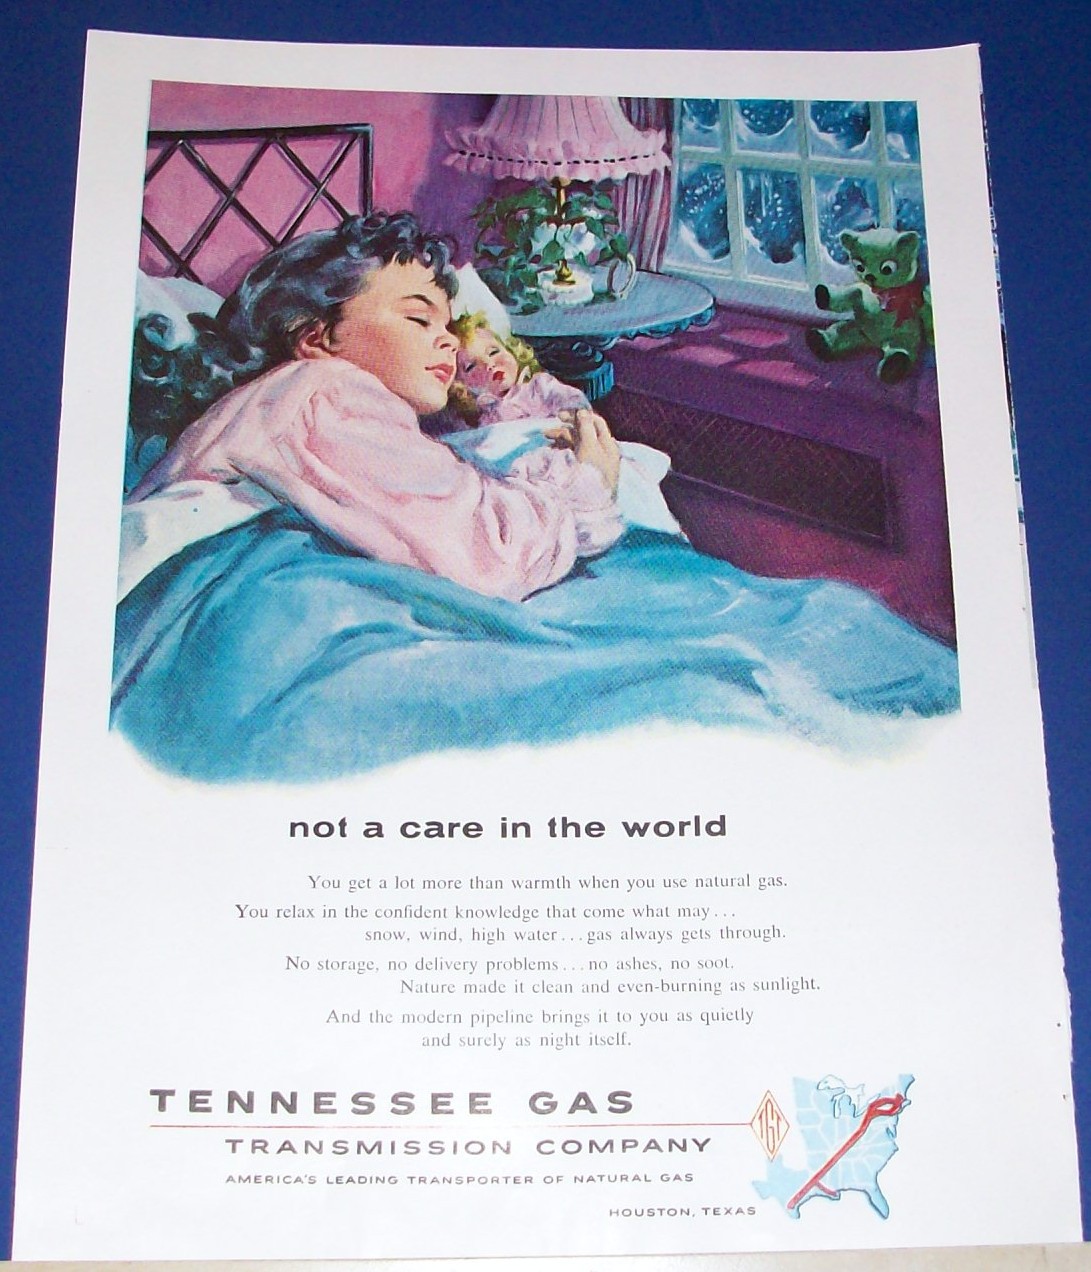 not a care in the world
You get a lot more than warmth when you use natural gas.
You relax in the confident knowledge that come what may...
snow, wind, high water...gas always gets through.
No storage, no delivery problems...no ashes, no soot.
Nature made it clean and even-burning as sunlight.
And the modern pipeline brings it to you as quietly
and surely as night itself.
TENNESSEE GAS
TGT
TRANSMISSION COMPANY
AMERICA'S LEADING TRANSPORTER OF NATURAL GAS
HOUSTON, TEXAS